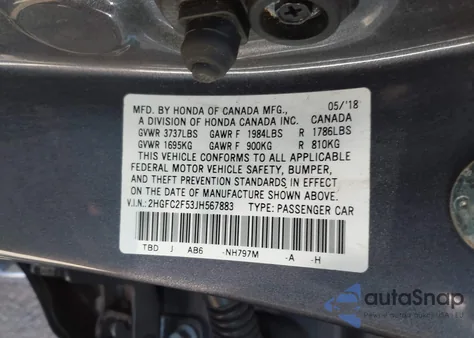 MFD. BY HONDA OF CANADA MFG., 05/'18
A DIVISION OF HONDA CANADA INC. CANADA
GVWR 3737LBS GAWR F 1984LBS R 1786LBS
GVWR 1695KG GAWR F 900KG R 810KG
THIS VEHICLE CONFORMS TO ALL APPLICABLE
FEDERAL MOTOR VEHICLE SAFETY, BUMPER,
AND THEFT PREVENTION STANDARDS IN EFFECT
ON THE DATE OF MANUFACTURE SHOWN ABOVE.
V.I.N.:2HGFC2F53JH567883 TYPE: PASSENGER CAR
TBD J AB6 -NH797M -A -H
autoSnap